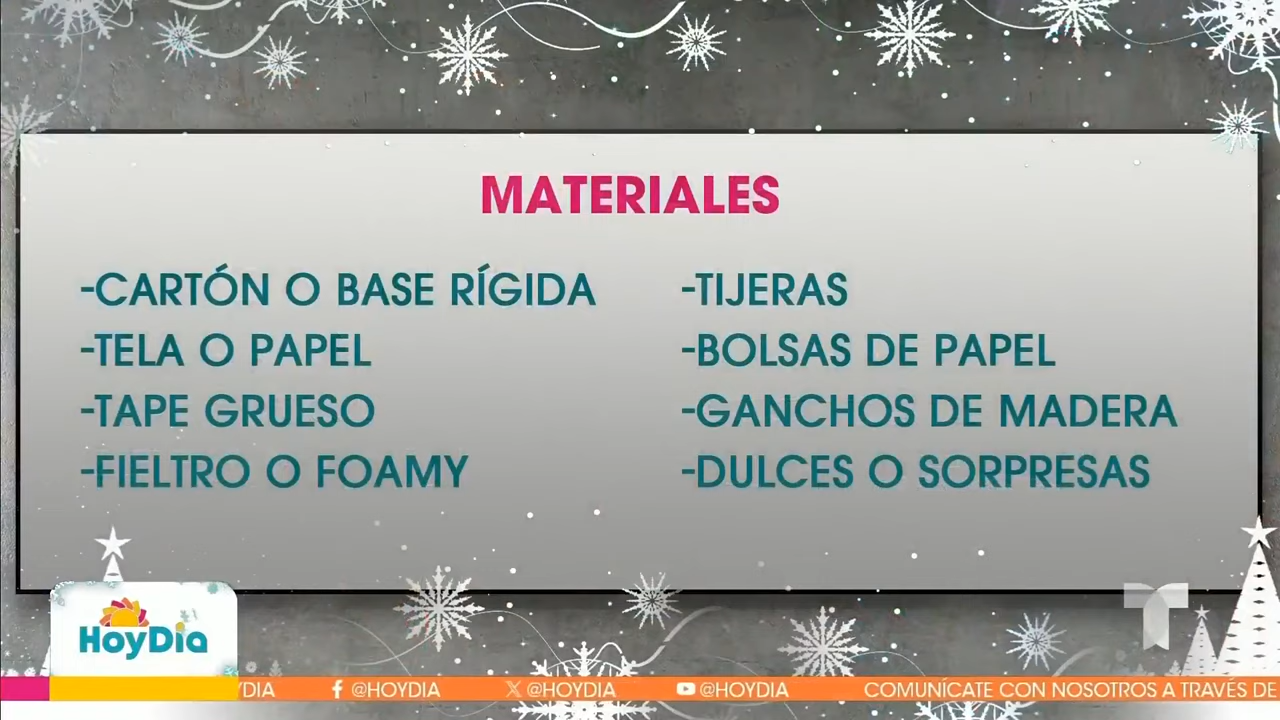 MATERIALES
-CARTÓN O BASE RÍGIDA
-TELA O PAPEL
-TAPE GRUESO
-FIELTRO O FOAMY
-TIJERAS
-BOLSAS DE PAPEL
-GANCHOS DE MADERA
-DULCES O SORPRESAS
HoyDía
/DIA @HOYDIA @HOYDIA @HOYDIA COMUNÍCATE CON NOSOTROS A TRAVÉS DE